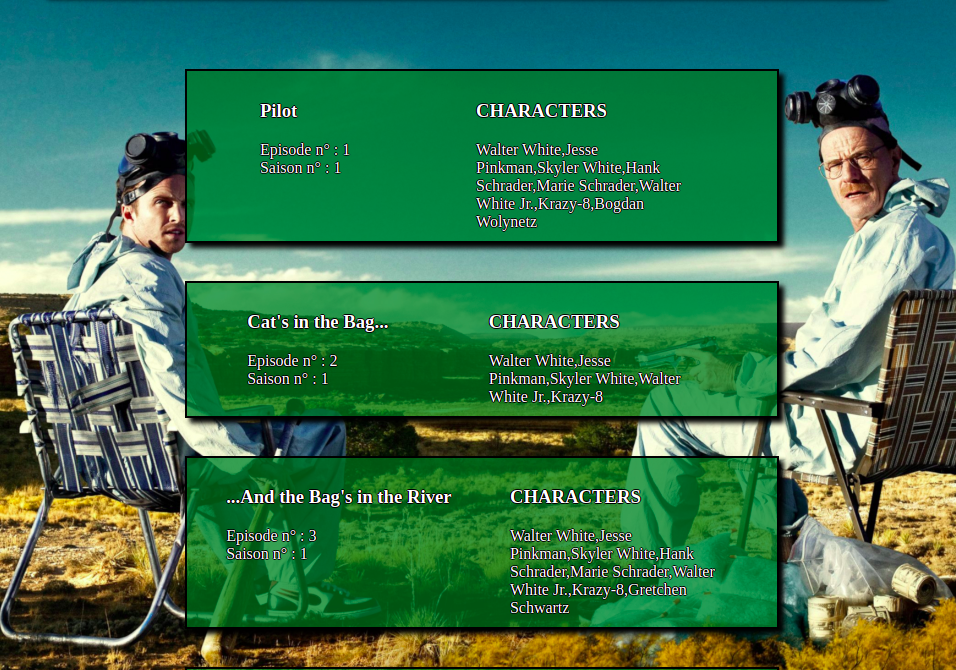 Pilot
Episode n° : 1
Saison n° : 1
CHARACTERS
Walter White,Jesse
Pinkman,Skyler White,Hank
Schrader,Marie Schrader,Walter
White Jr.,Krazy-8,Bogdan
Wolynetz
Cat's in the Bag...
Episode n° : 2
Saison n° : 1
CHARACTERS
Walter White,Jesse
Pinkman,Skyler White,Walter
White Jr.,Krazy-8
...And the Bag's in the River
Episode n° : 3
Saison n° : 1
CHARACTERS
Walter White,Jesse
Pinkman,Skyler White,Hank
Schrader,Marie Schrader,Walter
White Jr.,Krazy-8,Gretchen
Schwartz